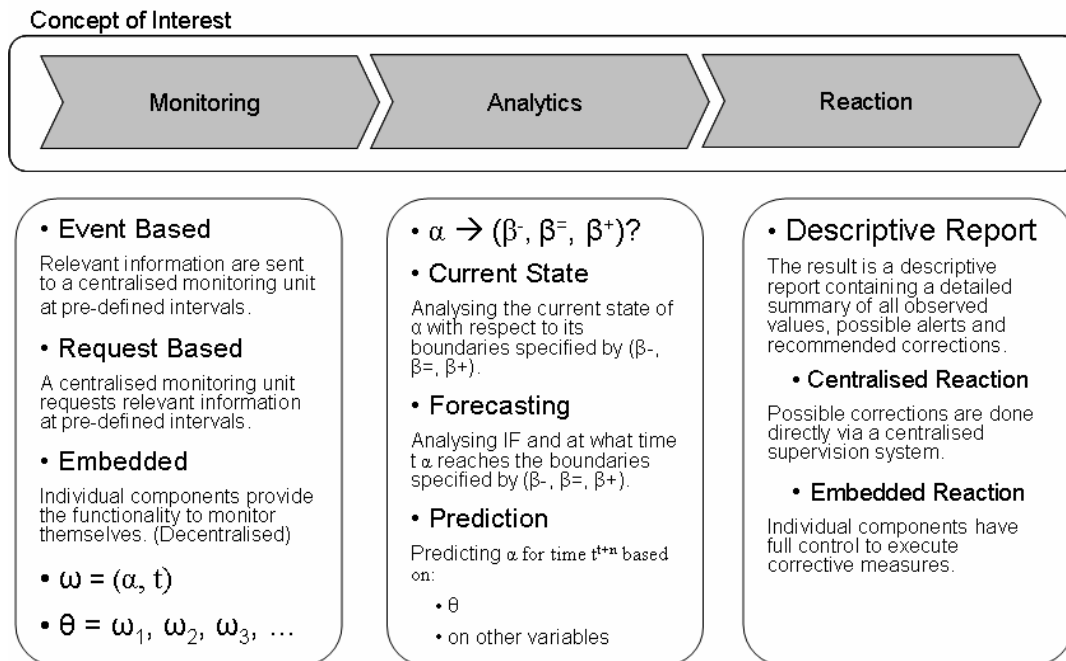 Concept of Interest
Monitoring
Analytics
Reaction
• Event Based
Relevant information are sent
to a centralised monitoring unit
at pre-defined intervals.
• Request Based
A centralised monitoring unit
requests relevant information
at pre-defined intervals.
• Embedded
Individual components provide
the functionality to monitor
themselves. (Decentralised)
• ω = (α, t)
• θ = ω₁, ω₂, ω₃, ...
• α → (β⁻, β⁼, β⁺)?
• Current State
Analysing the current state of
α with respect to its
boundaries specified by (β-,
β=, β+).
• Forecasting
Analysing IF and at what time
t α reaches the boundaries
specified by (β-, β=, β+).
• Prediction
Predicting α for time tᵗ⁺ⁿ based
on:
• θ
• on other variables
• Descriptive Report
The result is a descriptive
report containing a detailed
summary of all observed
values, possible alerts and
recommended corrections.
• Centralised Reaction
Possible corrections are done
directly via a centralised
supervision system.
• Embedded Reaction
Individual components have
full control to execute
corrective measures.